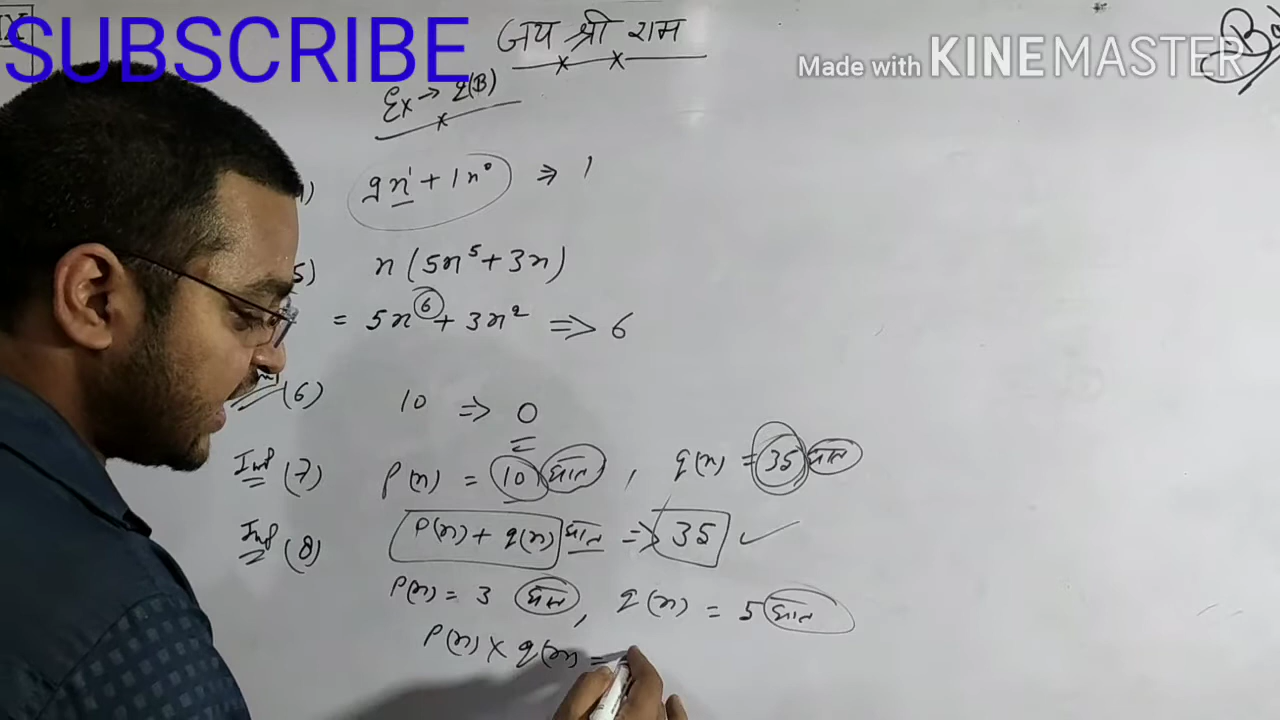 SUBSCRIBE
जय श्री राम
Made with KINEMASTER
Ex → 2(B)
2x¹ + 1x⁰ ⇒ 1
5) x (5x⁵ + 3x)
= 5x⁶ + 3x² ⇒ 6
(6) 10 ⇒ 0
Imp (7) P(x) = 10 घात , q(x) = 35 घात
P(x) + q(x) घात ⇒ 35 ✓
Imp (8) P(x) = 3 घात , q(x) = 5 घात
P(x) × q(x) =